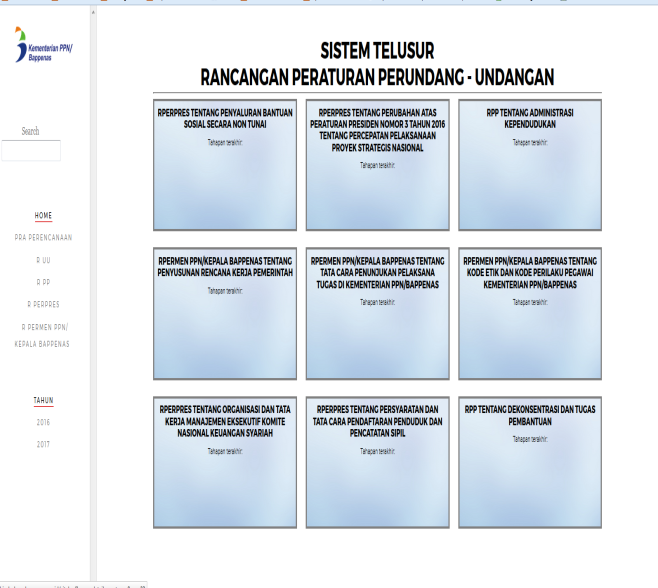 Kementerian PPN/
Bappenas
Search
HOME
PRA PERENCANAAN
R UU
R PP
R PERPRES
R PERMEN PPN/
KEPALA BAPPENAS
TAHUN
2016
2017
SISTEM TELUSUR
RANCANGAN PERATURAN PERUNDANG - UNDANGAN
RPERPRES TENTANG PENYALURAN BANTUAN
SOSIAL SECARA NON TUNAI
Tahapan terakhir:
RPERPRES TENTANG PERUBAHAN ATAS
PERATURAN PRESIDEN NOMOR 3 TAHUN 2016
TENTANG PERCEPATAN PELAKSANAAN
PROYEK STRATEGIS NASIONAL
Tahapan terakhir:
RPP TENTANG ADMINISTRASI
KEPENDUDUKAN
Tahapan terakhir:
RPERMEN PPN/KEPALA BAPPENAS TENTANG
PENYUSUNAN RENCANA KERJA PEMERINTAH
Tahapan terakhir:
RPERMEN PPN/KEPALA BAPPENAS TENTANG
TATA CARA PENUNJUKAN PELAKSANA
TUGAS DI KEMENTERIAN PPN/BAPPENAS
Tahapan terakhir:
RPERMEN PPN/KEPALA BAPPENAS TENTANG
KODE ETIK DAN KODE PERILAKU PEGAWAI
KEMENTERIAN PPN/BAPPENAS
Tahapan terakhir:
RPERPRES TENTANG ORGANISASI DAN TATA
KERJA MANAJEMEN EKSEKUTIF KOMITE
NASIONAL KEUANGAN SYARIAH
Tahapan terakhir:
RPERPRES TENTANG PERSYARATAN DAN
TATA CARA PENDAFTARAN PENDUDUK DAN
PENCATATAN SIPIL
Tahapan terakhir:
RPP TENTANG DEKONSENTRASI DAN TUGAS
PEMBANTUAN
Tahapan terakhir: